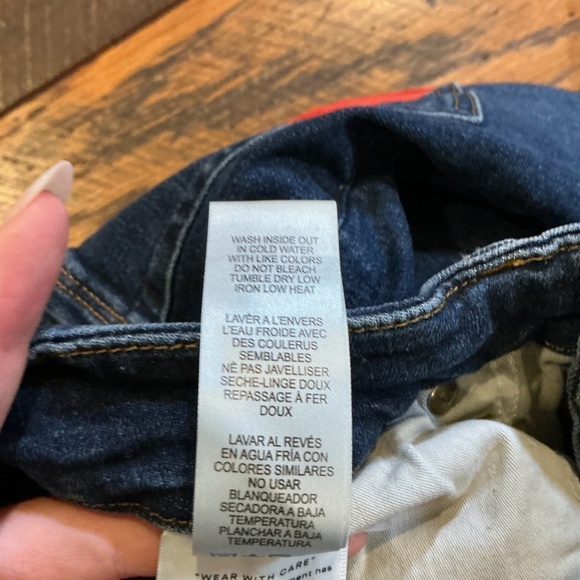 WASH INSIDE OUT
IN COLD WATER
WITH LIKE COLORS
DO NOT BLEACH
TUMBLE DRY LOW
IRON LOW HEAT
LAVÉR A L'ENVERS
L'EAU FROIDE AVEC
DES COULERUS
SEMBLABLES
NÉ PAS JAVELLISER
SECHE-LINGE DOUX
REPASSAGE À FER
DOUX
LAVAR AL REVÉS
EN AGUA FRÍA CON
COLORES SIMILARES
NO USAR
BLANQUEADOR
SECADORA A BAJA
TEMPERATURA
PLANCHAR A BAJA
TEMPERATURA
"WEAR WITH CARE"
ment has